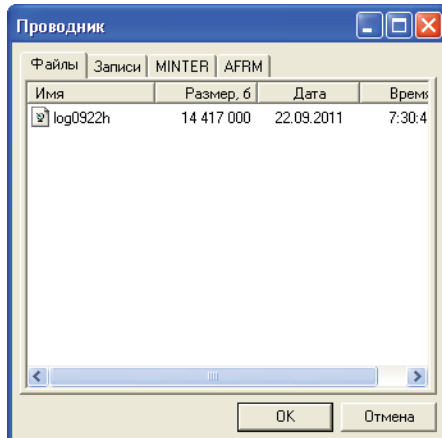 Проводник
Файлы Записи MINTER AFRM
Имя Размер, б Дата Время
log0922h 14 417 000 22.09.2011 7:30:4
OK Отмена